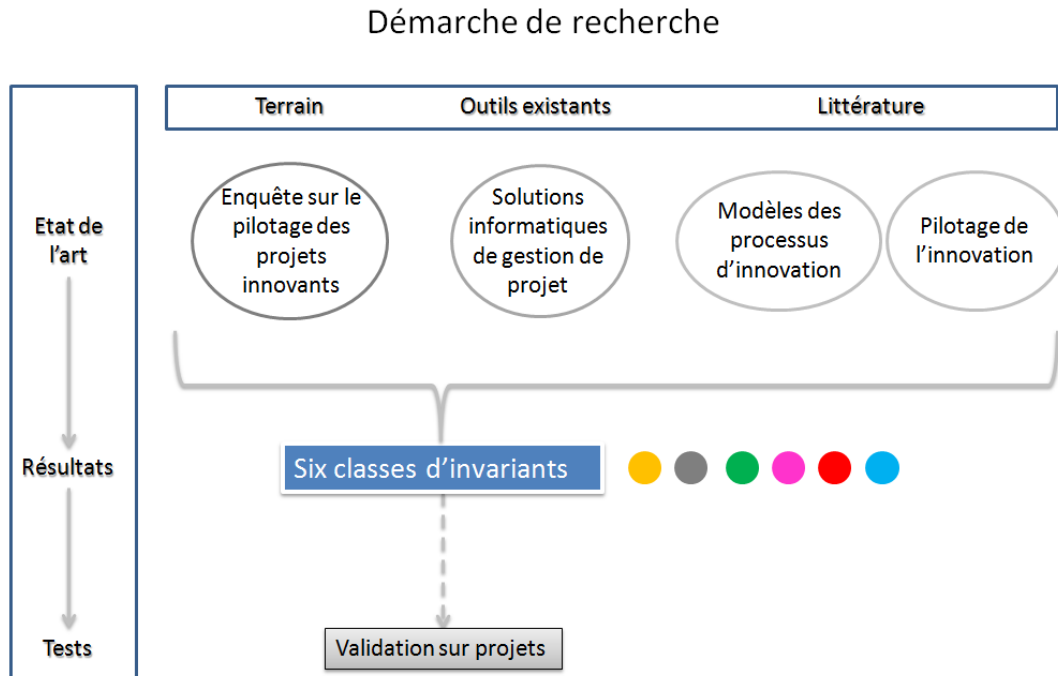 Démarche de recherche
Terrain
Outils existants
Littérature
Etat de
l'art
Enquête sur le
pilotage des
projets
innovants
Solutions
informatiques
de gestion de
projet
Modèles des
processus
d'innovation
Pilotage de
l'innovation
Résultats
Six classes d'invariants
Tests
Validation sur projets